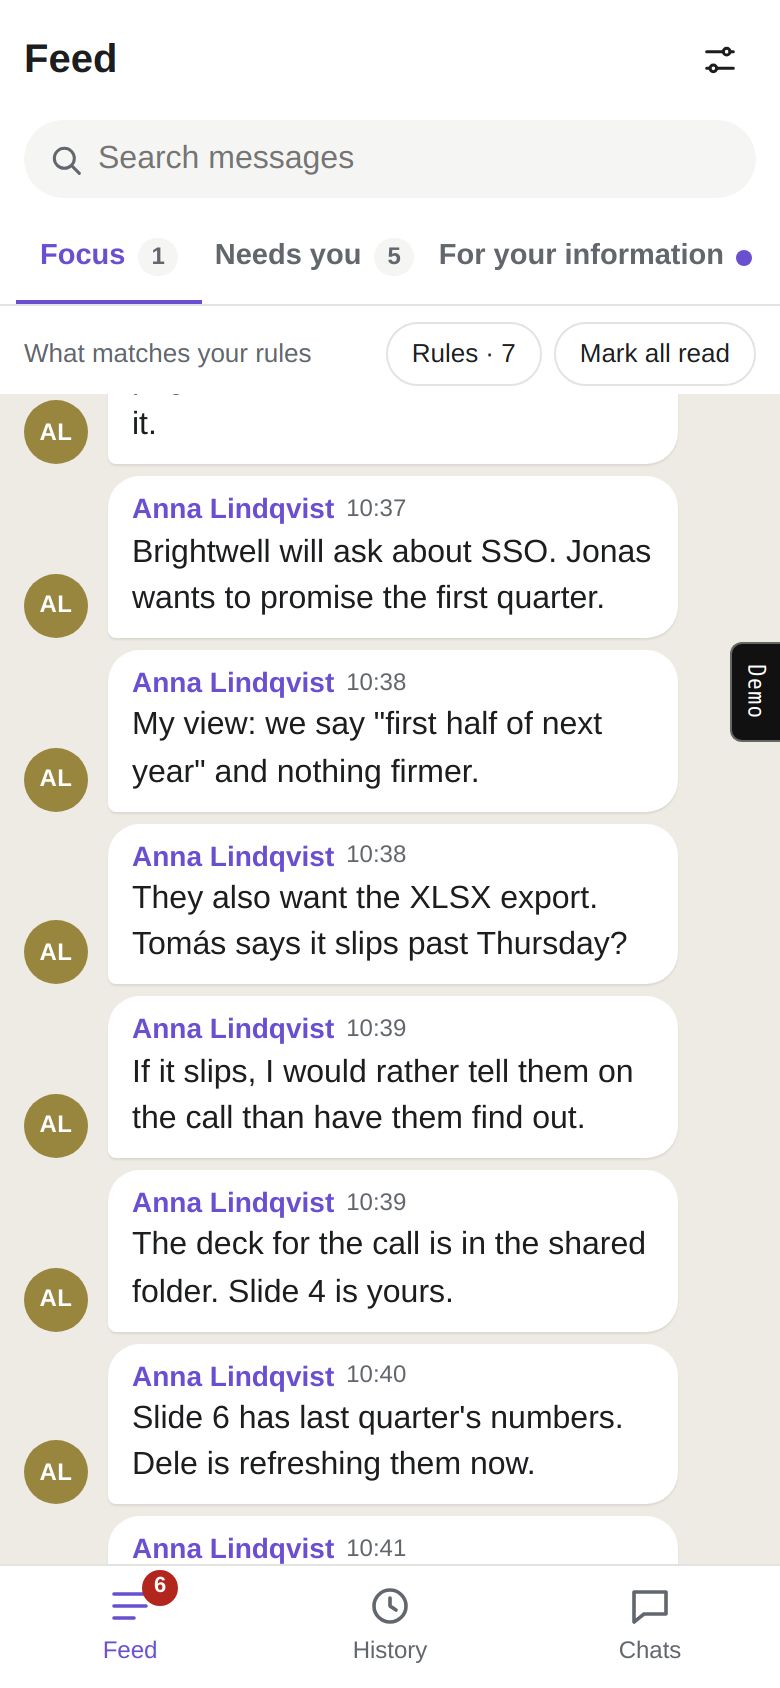 Feed
Search messages
Focus 1 Needs you 5 For your information
What matches your rules Rules · 7 Mark all read
it.
AL
Anna Lindqvist 10:37
Brightwell will ask about SSO. Jonas
wants to promise the first quarter.
AL
Demo
Anna Lindqvist 10:38
My view: we say "first half of next
year" and nothing firmer.
AL
Anna Lindqvist 10:38
They also want the XLSX export.
Tomás says it slips past Thursday?
AL
Anna Lindqvist 10:39
If it slips, I would rather tell them on
the call than have them find out.
AL
Anna Lindqvist 10:39
The deck for the call is in the shared
folder. Slide 4 is yours.
AL
Anna Lindqvist 10:40
Slide 6 has last quarter's numbers.
Dele is refreshing them now.
AL
Anna Lindqvist 10:41
6
Feed History Chats